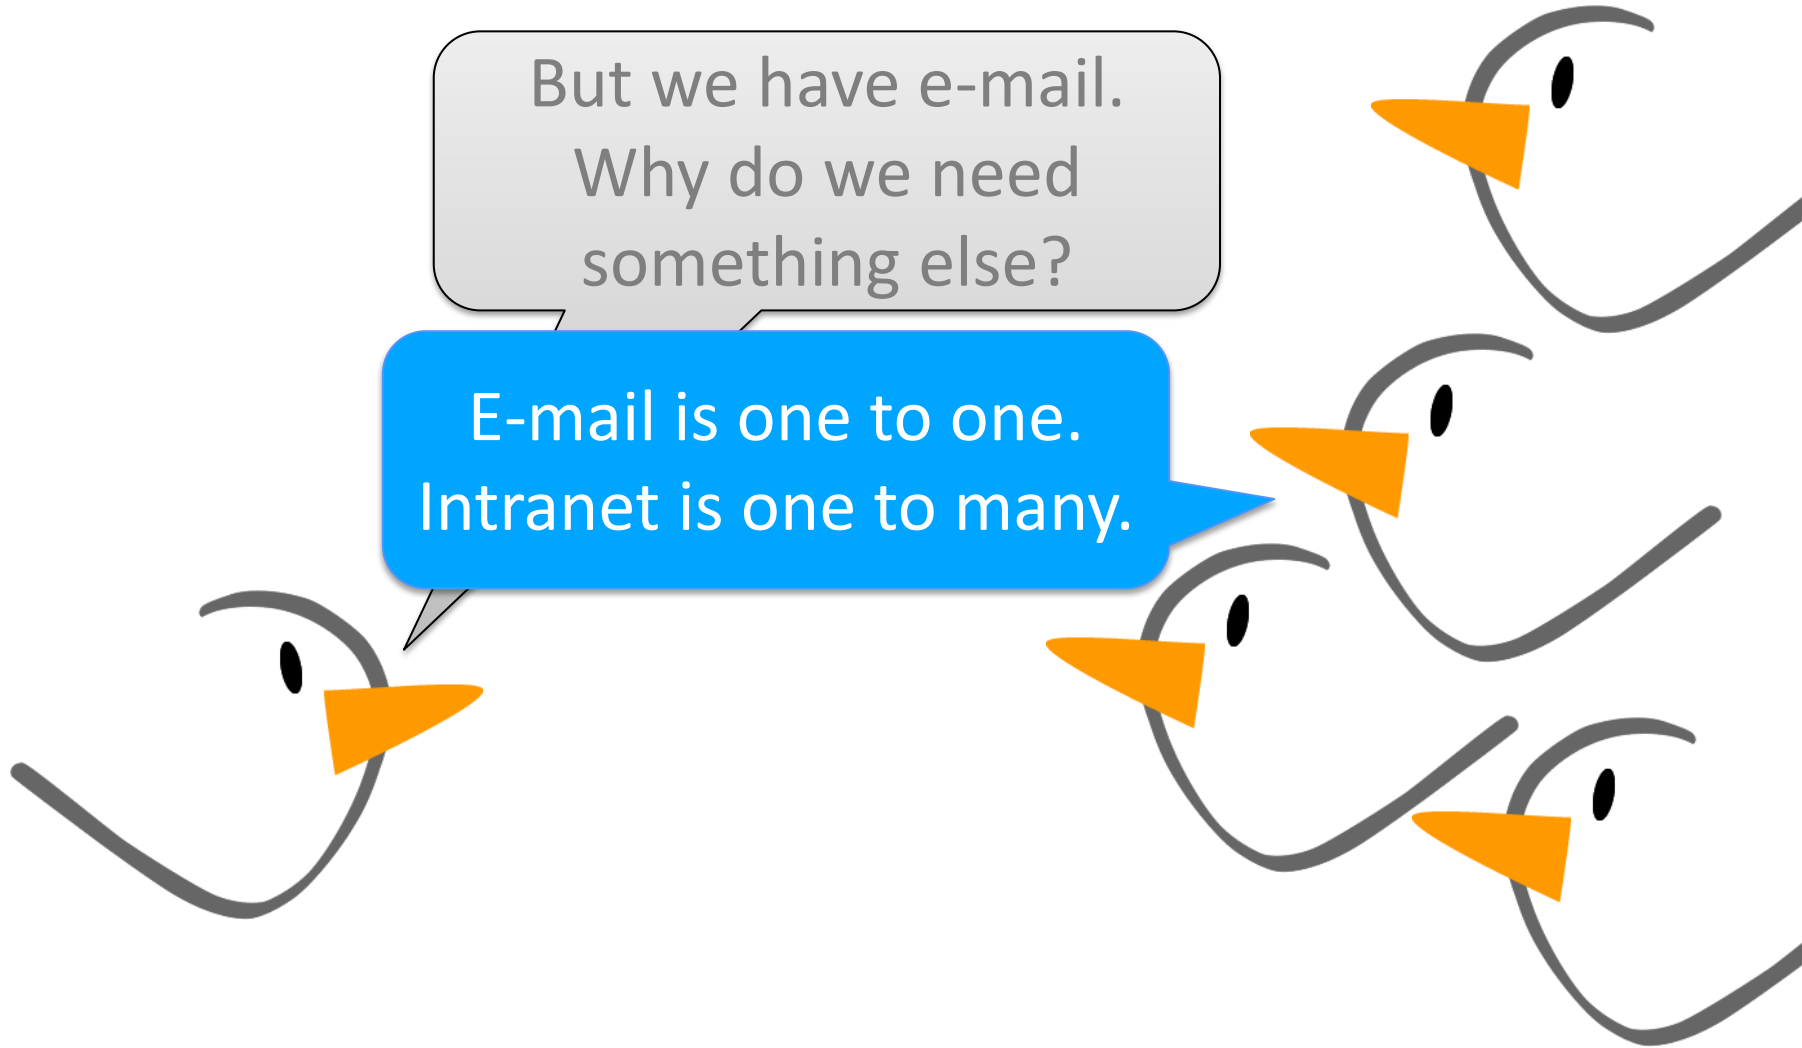 But we have e-mail.
Why do we need
something else?
E-mail is one to one.
Intranet is one to many.